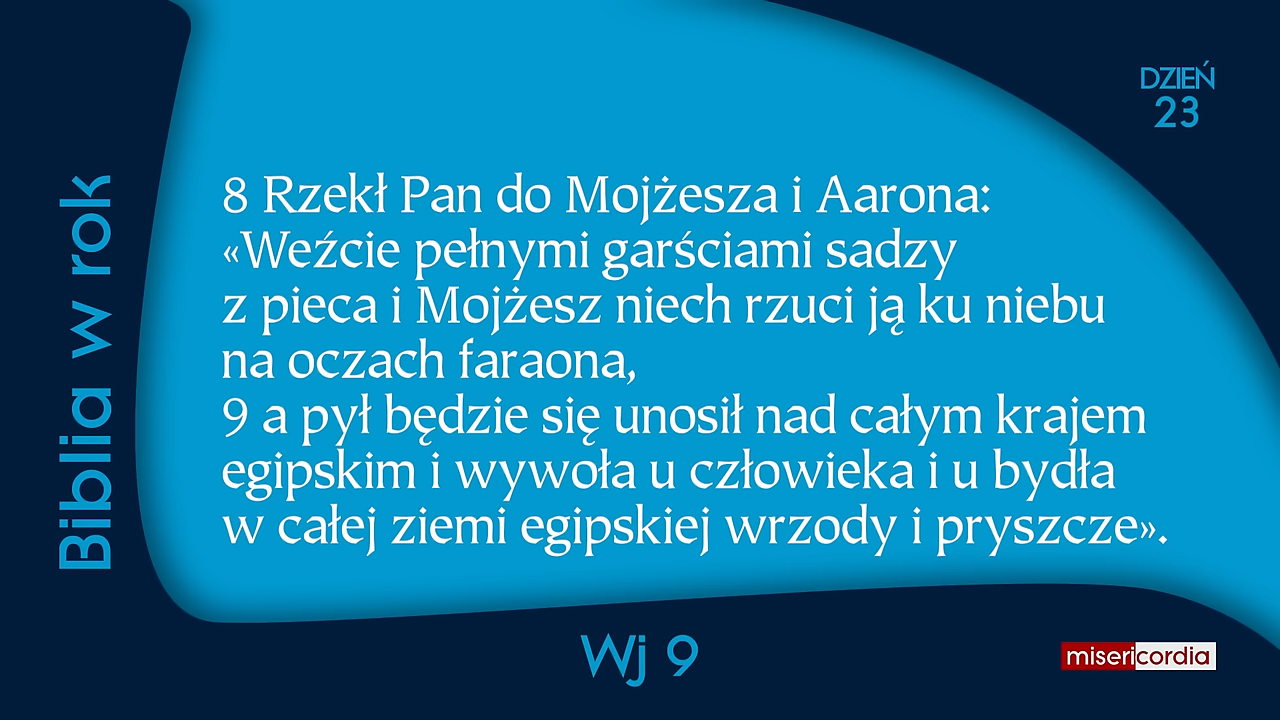 DZIEŃ
23
Biblia w rok
8 Rzekł Pan do Mojżesza i Aarona:
«Weźcie pełnymi garściami sadzy
z pieca i Mojżesz niech rzuci ją ku niebu
na oczach faraona,
9 a pył będzie się unosił nad całym krajem
egipskim i wywoła u człowieka i u bydła
w całej ziemi egipskiej wrzody i pryszcze».
Wj 9
misericordia